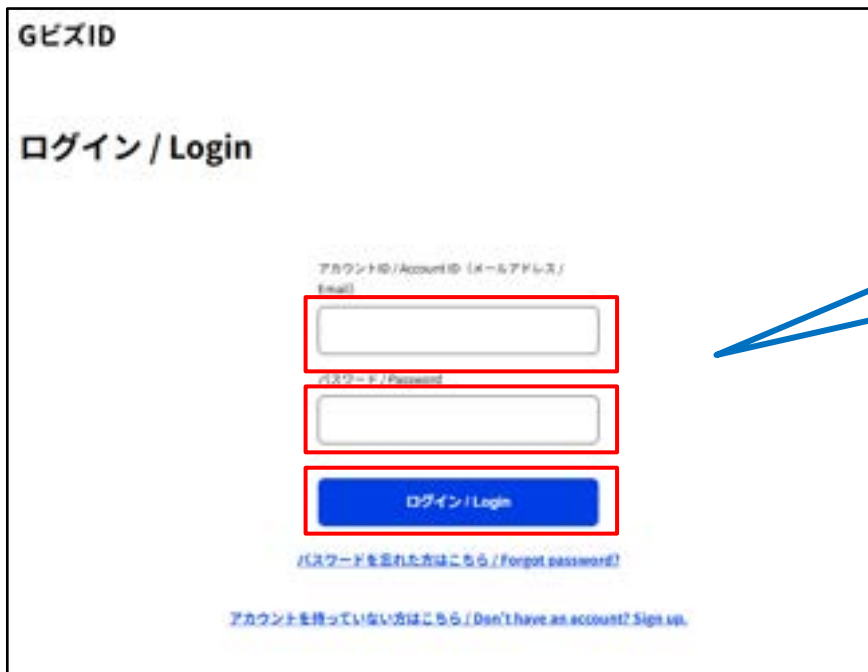 GビズID
ログイン / Login
アカウントID / Account ID（メールアドレス /
Email）
パスワード / Password
ログイン / Login
パスワードを忘れた方はこちら / Forgot password?
アカウントを持っていない方はこちら / Don't have an account? Sign up.